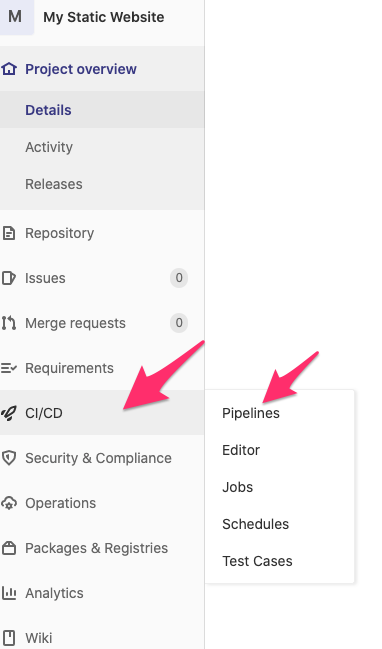 M My Static Website
Project overview
Details
Activity
Releases
Repository
Issues 0
Merge requests 0
Requirements
CI/CD
Pipelines
Editor
Jobs
Schedules
Test Cases
Security & Compliance
Operations
Packages & Registries
Analytics
Wiki